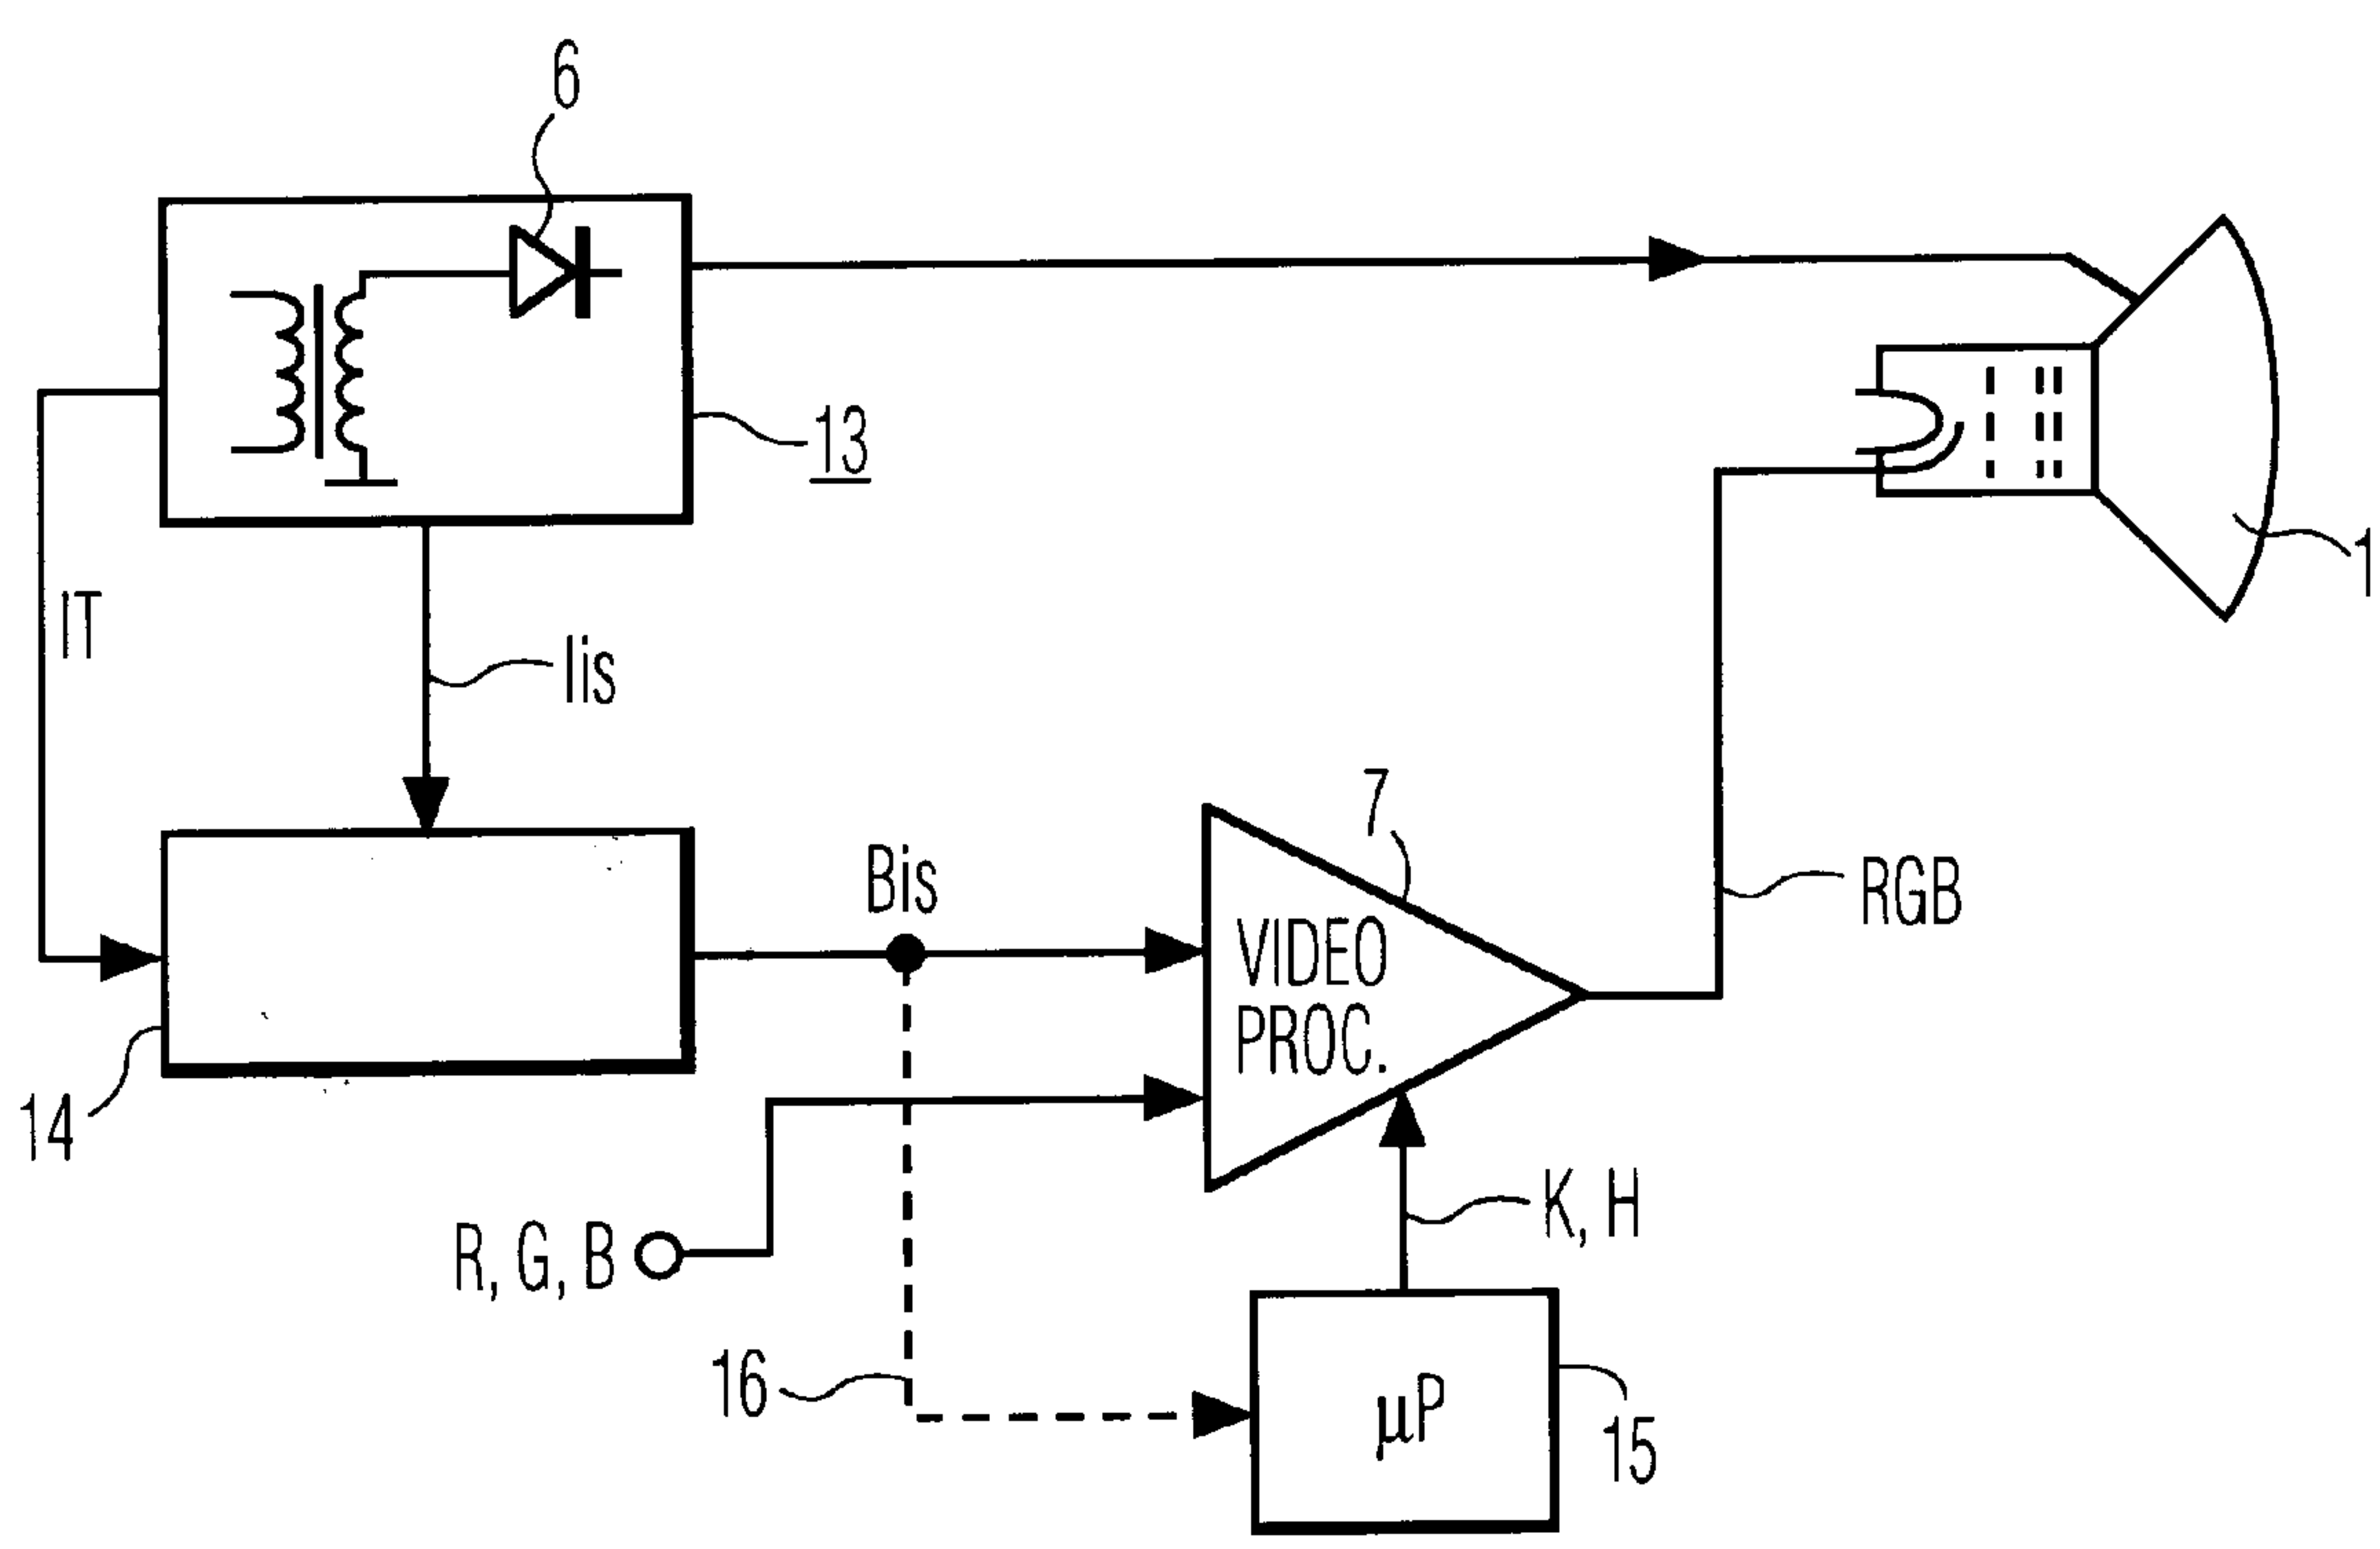 6
13
1
IT
Iis
7
Bis
RGB
VIDEO
PROC.
14
K, H
R, G, B
16
μP
15